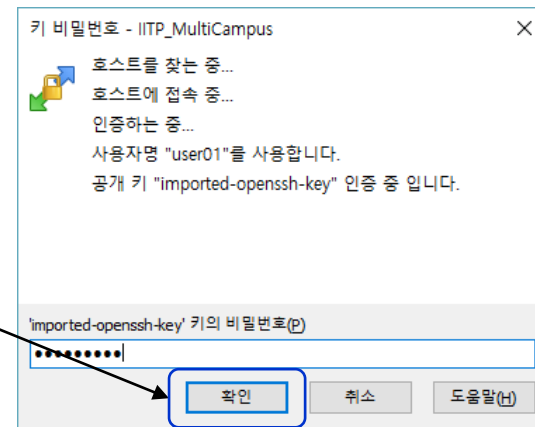 키 비밀번호 - IITP_MultiCampus
호스트를 찾는 중...
호스트에 접속 중...
인증하는 중...
사용자명 "user01"를 사용합니다.
공개 키 "imported-openssh-key" 인증 중 입니다.
'imported-openssh-key' 키의 비밀번호(P)
●●●●●●●●●
확인 취소 도움말(H)